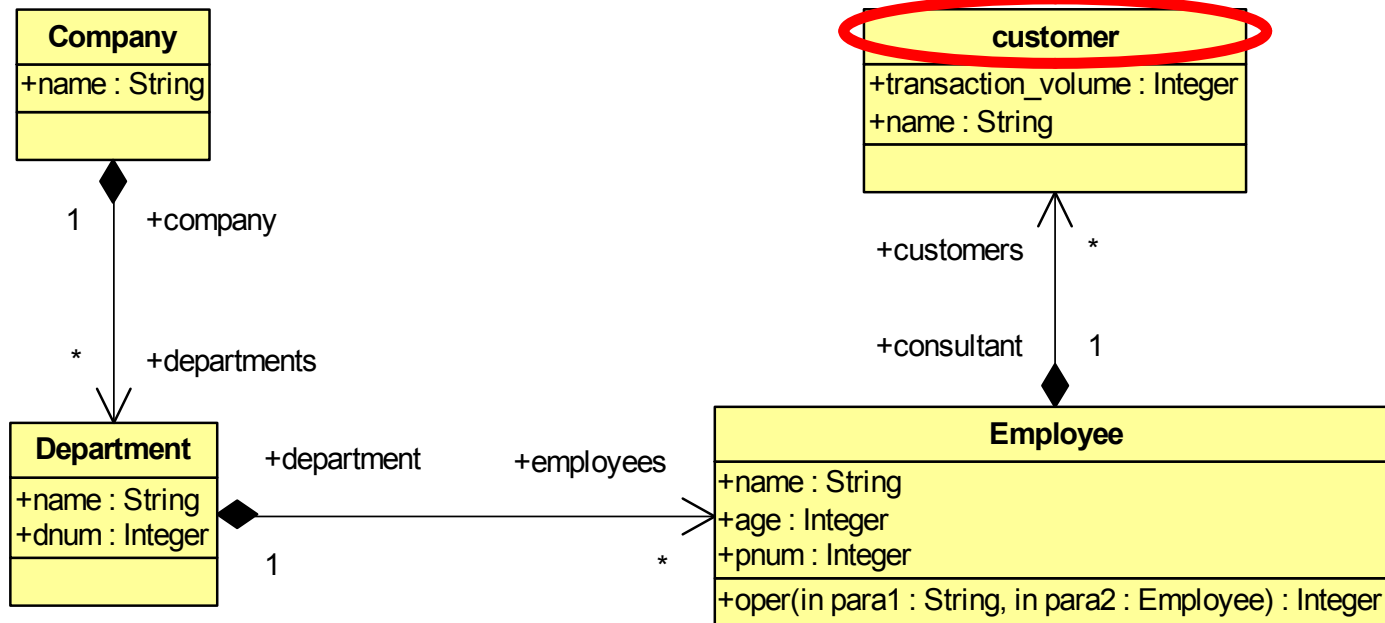 Company
+name : String
customer
+transaction_volume : Integer
+name : String
1 +company
+customers *
* +departments
+consultant 1
Department
+name : String
+dnum : Integer
+department +employees
1 *
Employee
+name : String
+age : Integer
+pnum : Integer
+oper(in para1 : String, in para2 : Employee) : Integer